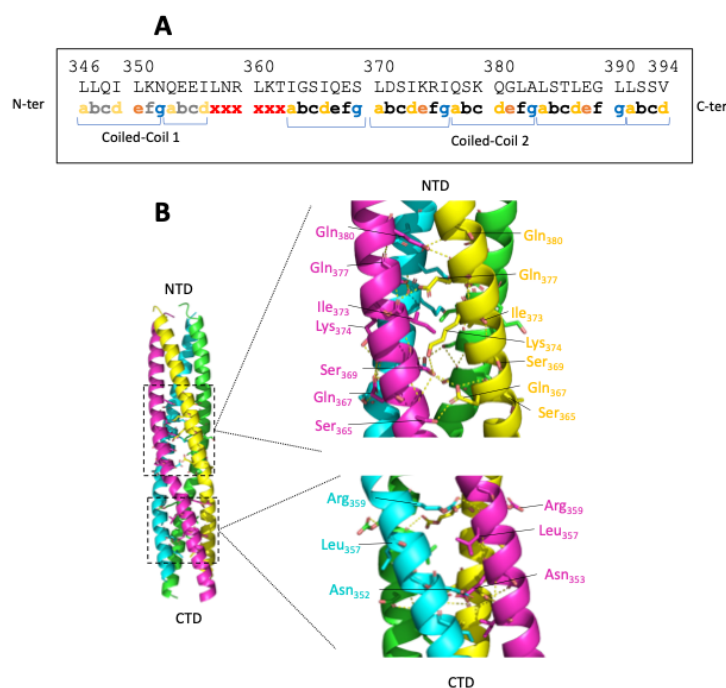 A
346 350 360 370 380 390 394
LLQI LKNQEEILNR LKTIGSIQES LDSIKRIQSK QGLALSTLEG LLSSV
N-ter abcd efgabcdxxx xxxabcdefg abcdefgabc defgabcdef gabcd C-ter
Coiled-Coil 1 Coiled-Coil 2
B
NTD
Gln380 Gln380
Gln377 Gln377
Ile373 Ile373
Lys374 Lys374
Ser369 Ser369
Gln367 Gln367
Ser365 Ser365
NTD
CTD
Arg359 Arg359
Leu357 Leu357
Asn352 Asn353
CTD